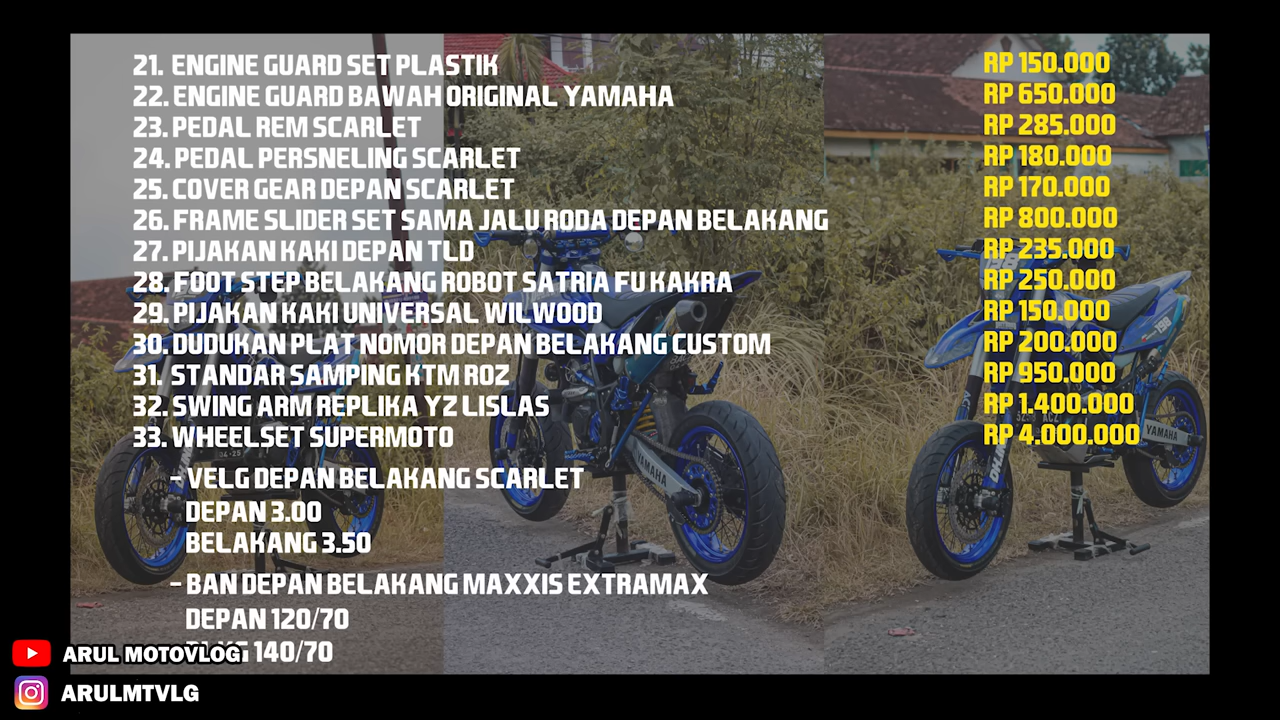 21. ENGINE GUARD SET PLASTIK RP 150.000
22. ENGINE GUARD BAWAH ORIGINAL YAMAHA RP 650.000
23. PEDAL REM SCARLET RP 285.000
24. PEDAL PERSNELING SCARLET RP 180.000
25. COVER GEAR DEPAN SCARLET RP 170.000
26. FRAME SLIDER SET SAMA JALU RODA DEPAN BELAKANG RP 800.000
27. PIJAKAN KAKI DEPAN TLD RP 235.000
28. FOOT STEP BELAKANG ROBOT SATRIA FU KAKRA RP 250.000
29. PIJAKAN KAKI UNIVERSAL WILWOOD RP 150.000
30. DUDUKAN PLAT NOMOR DEPAN BELAKANG CUSTOM RP 200.000
31. STANDAR SAMPING KTM ROZ RP 950.000
32. SWING ARM REPLIKA YZ LISLAS RP 1.400.000
33. WHEELSET SUPERMOTO RP 4.000.000
- VELG DEPAN BELAKANG SCARLET
DEPAN 3.00
BELAKANG 3.50
- BAN DEPAN BELAKANG MAXXIS EXTRAMAX
DEPAN 120/70
140/70
ARUL MOTOVLOG
ARULMTVLG
YAMAHA
YAMAHA
198